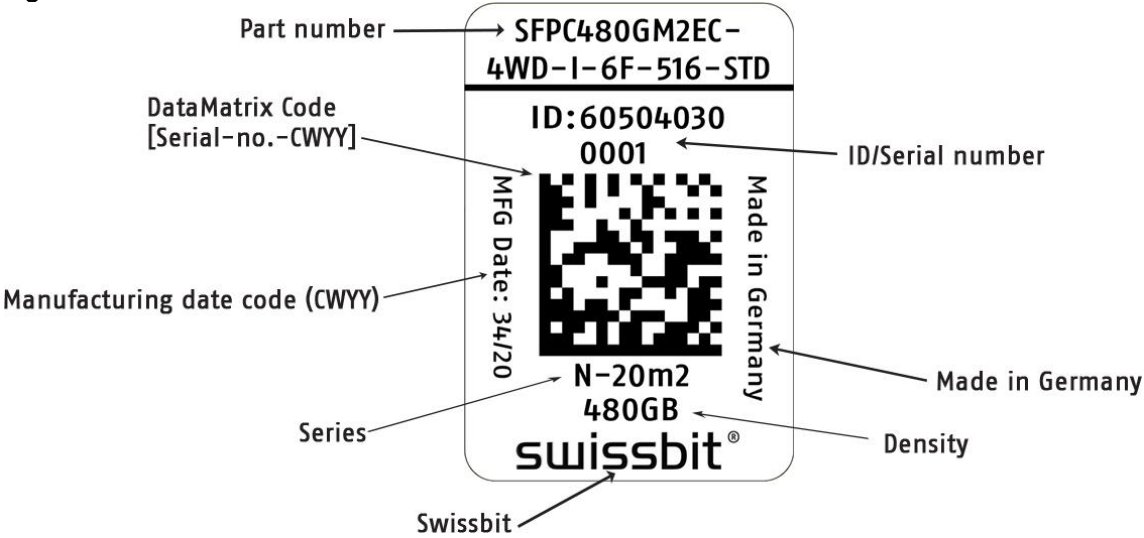 Part number
SFPC480GM2EC-
4WD-I-6F-516-STD
DataMatrix Code
[Serial-no.-CWYY]
ID:60504030
0001
ID/Serial number
MFG Date: 34/20
Made in Germany
Manufacturing date code (CWYY)
N-20m2
480GB
Made in Germany
Series
Density
swissbit®
Swissbit